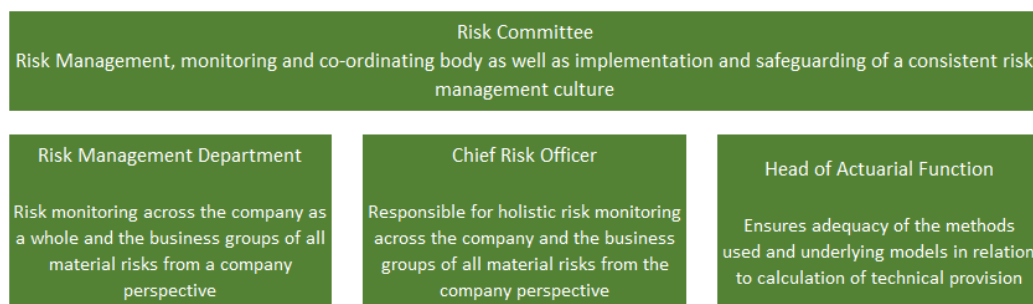 Risk Committee
Risk Management, monitoring and co-ordinating body as well as implementation and safeguarding of a consistent risk
management culture
Risk Management Department
Risk monitoring across the company as
a whole and the business groups of all
material risks from a company
perspective
Chief Risk Officer
Responsible for holistic risk monitoring
across the company and the business
groups of all material risks from the
company perspective
Head of Actuarial Function
Ensures adequacy of the methods
used and underlying models in relation
to calculation of technical provision